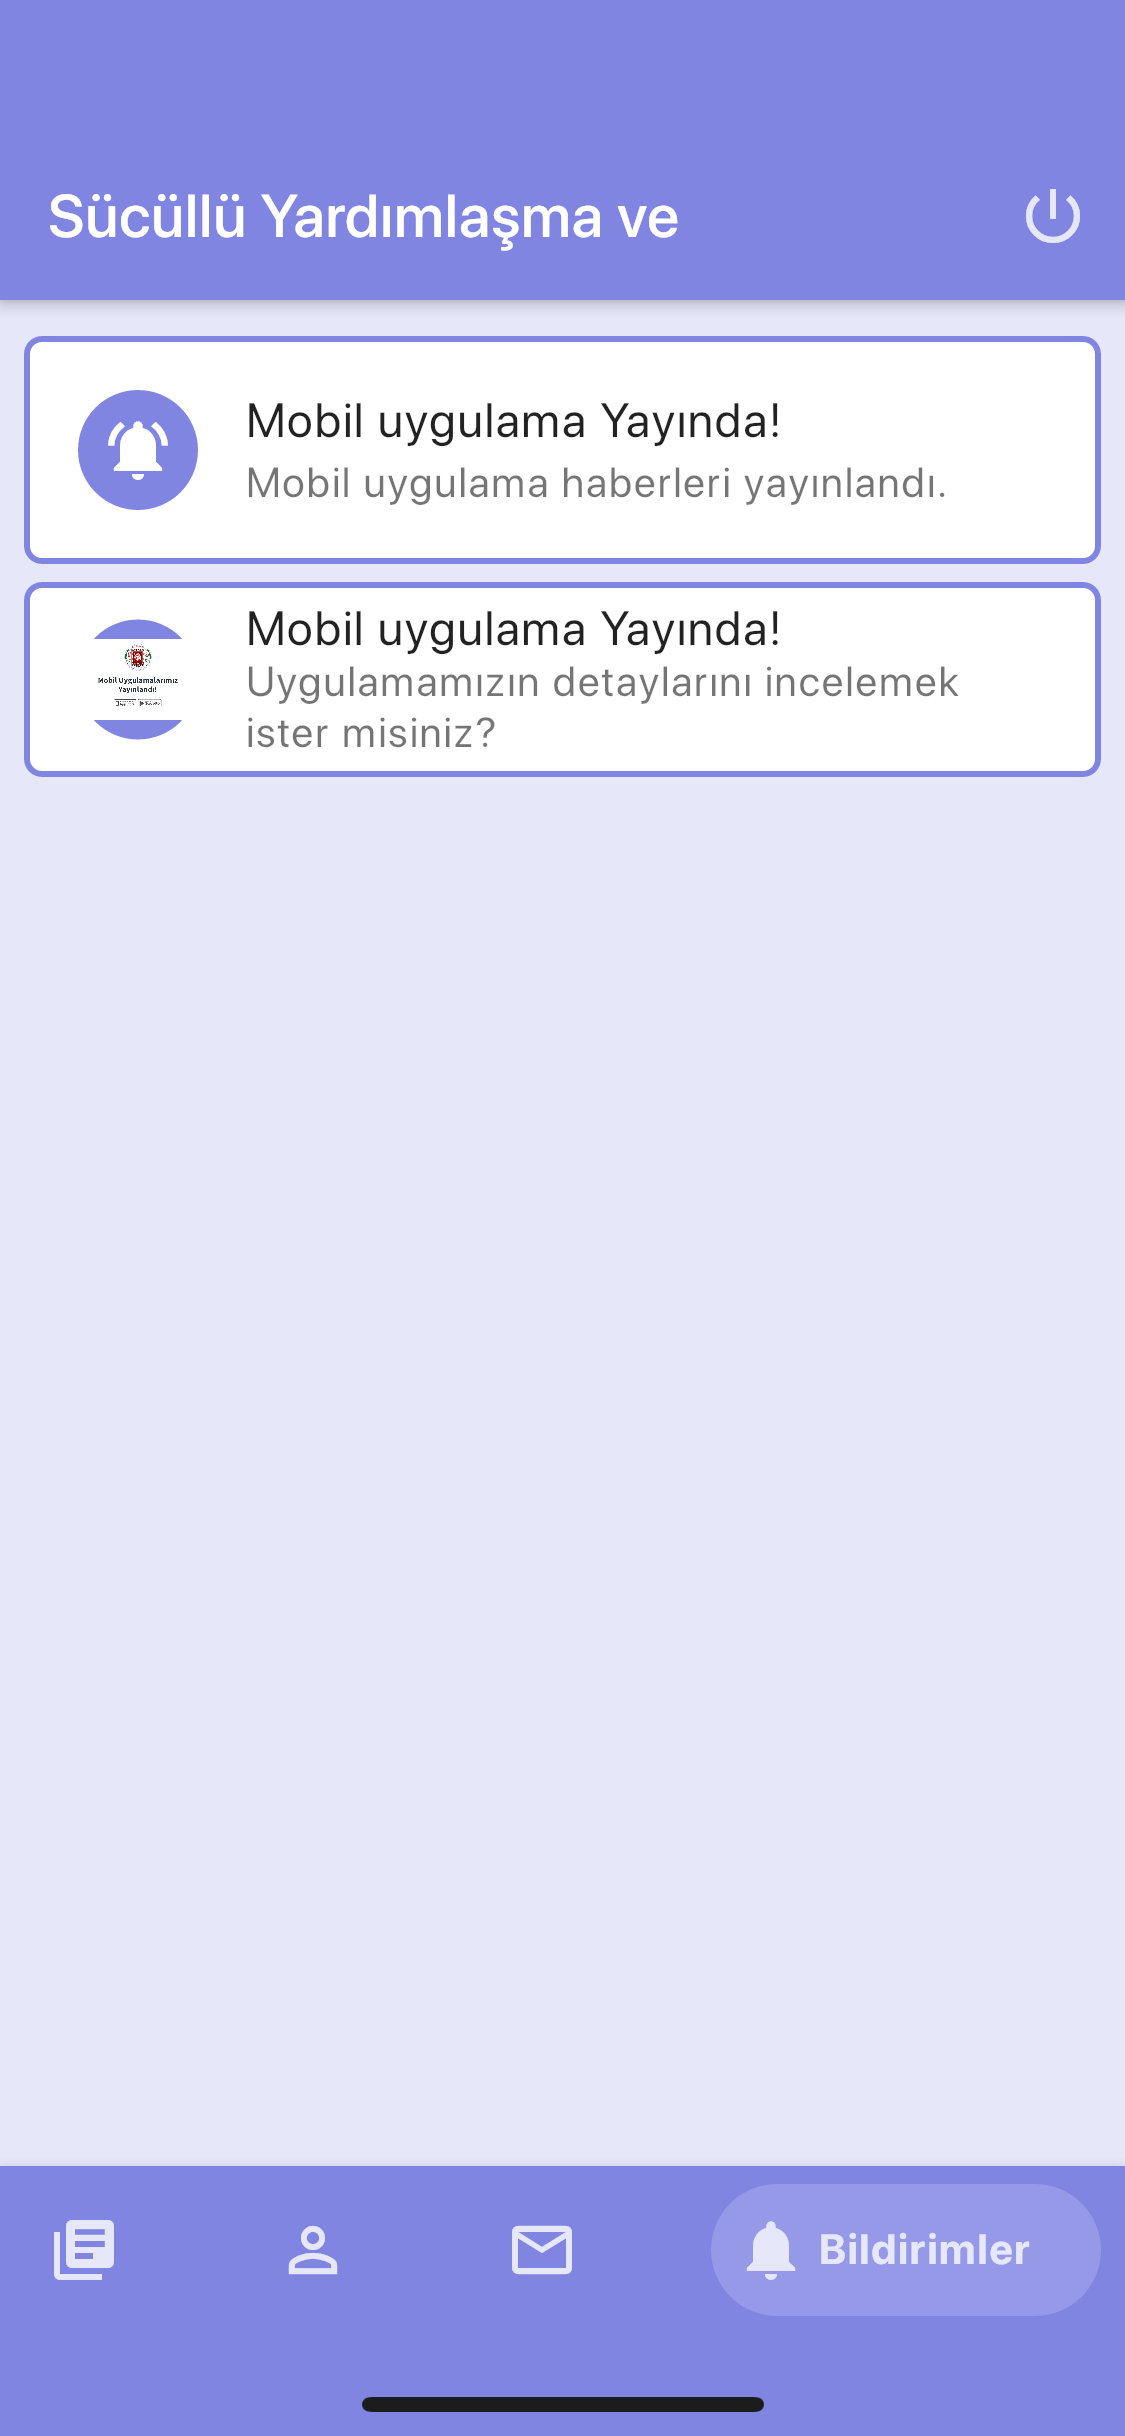 Sücüllü Yardımlaşma ve
Mobil uygulama Yayında!
Mobil uygulama haberleri yayınlandı.
Mobil uygulama Yayında!
Uygulamamızın detaylarını incelemek
ister misiniz?
Mobil Uygulamalarımız
Yayınlandı!
Bildirimler